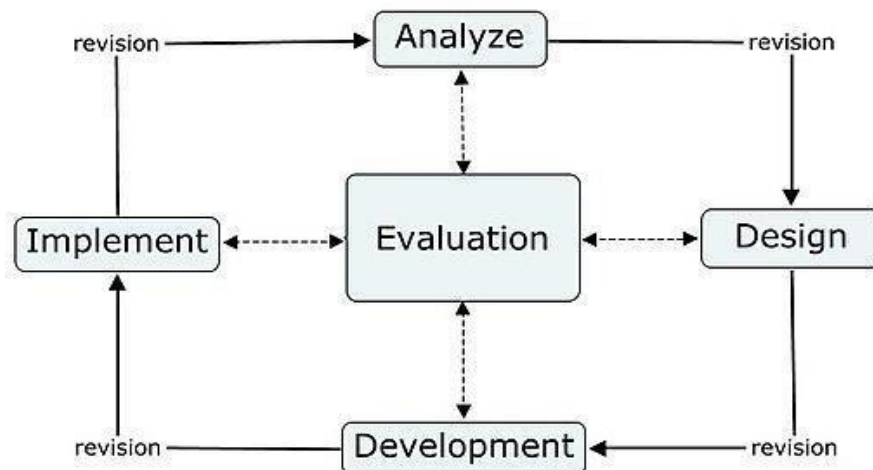 Analyze
revision
revision
Implement
Evaluation
Design
revision
Development
revision